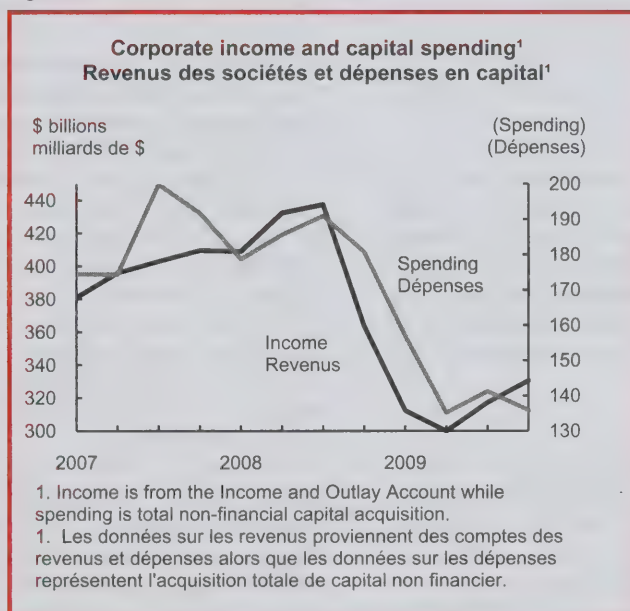 Corporate income and capital spending¹
Revenus des sociétés et dépenses en capital¹
$ billions
milliards de $
(Spending)
(Dépenses)
440
420
400
380
360
340
320
300
200
190
180
170
160
150
140
130
Spending
Dépenses
Income
Revenus
2007 2008 2009
1. Income is from the Income and Outlay Account while
spending is total non-financial capital acquisition.
1. Les données sur les revenus proviennent des comptes des
revenus et dépenses alors que les données sur les dépenses
représentent l'acquisition totale de capital non financier.